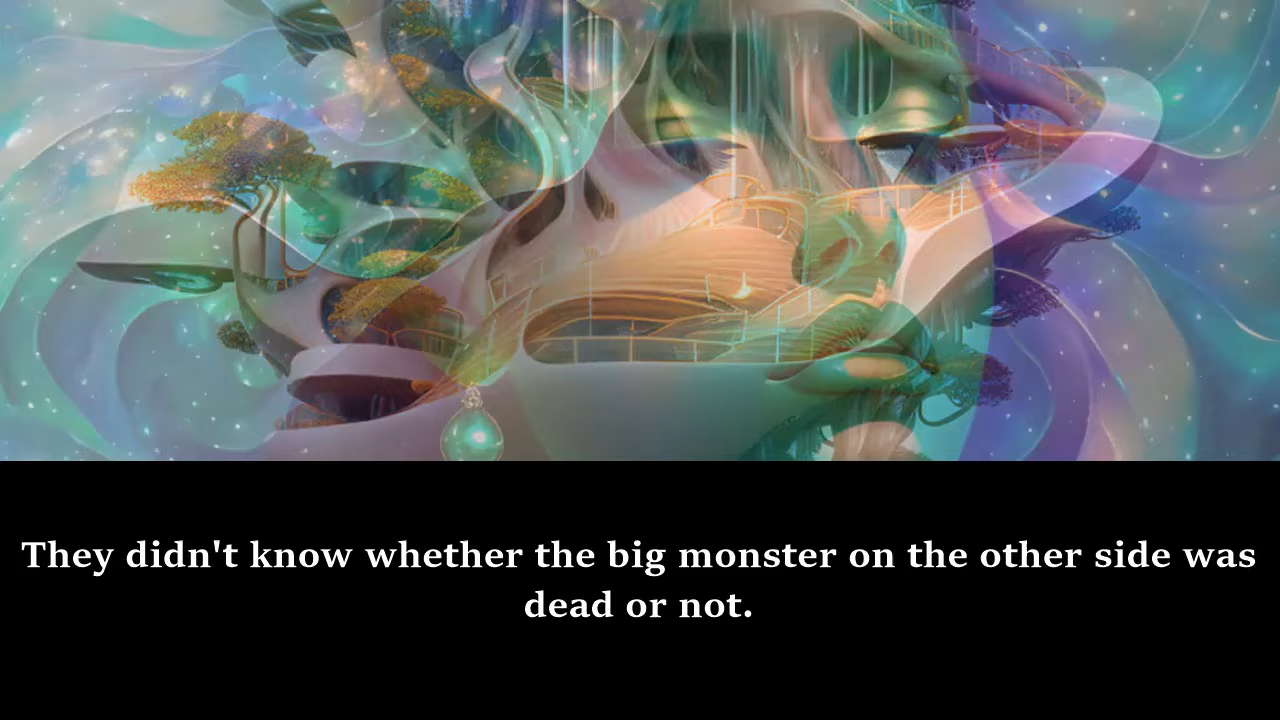 They didn't know whether the big monster on the other side was
dead or not.